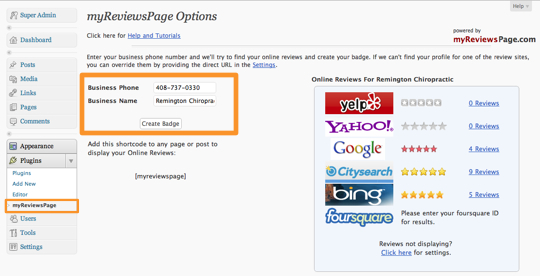 Help
Super Admin
myReviewsPage Options
Dashboard
Click here for Help and Tutorials
powered by
myReviewsPage.com
Enter your business phone number and we'll try to find your online reviews and create your badge. If we can't find your profile for one of the review sites,
you can override them by providing the direct URL in the Settings.
Posts
Media
Links
Pages
Comments
Appearance
Plugins
Plugins
Add New
Editor
myReviewsPage
Users
Tools
Settings
Business Phone 408-737-0330
Business Name Remington Chiropra
Create Badge
Add this shortcode to any page or post to
display your Online Reviews:
[myreviewspage]
Online Reviews For Remington Chiropractic
yelp 0 Reviews
YAHOO! 0 Reviews
Google 4 Reviews
Citysearch 9 Reviews
bing 5 Reviews
foursquare Please enter your foursquare ID
for results.
Reviews not displaying?
Click here for settings.